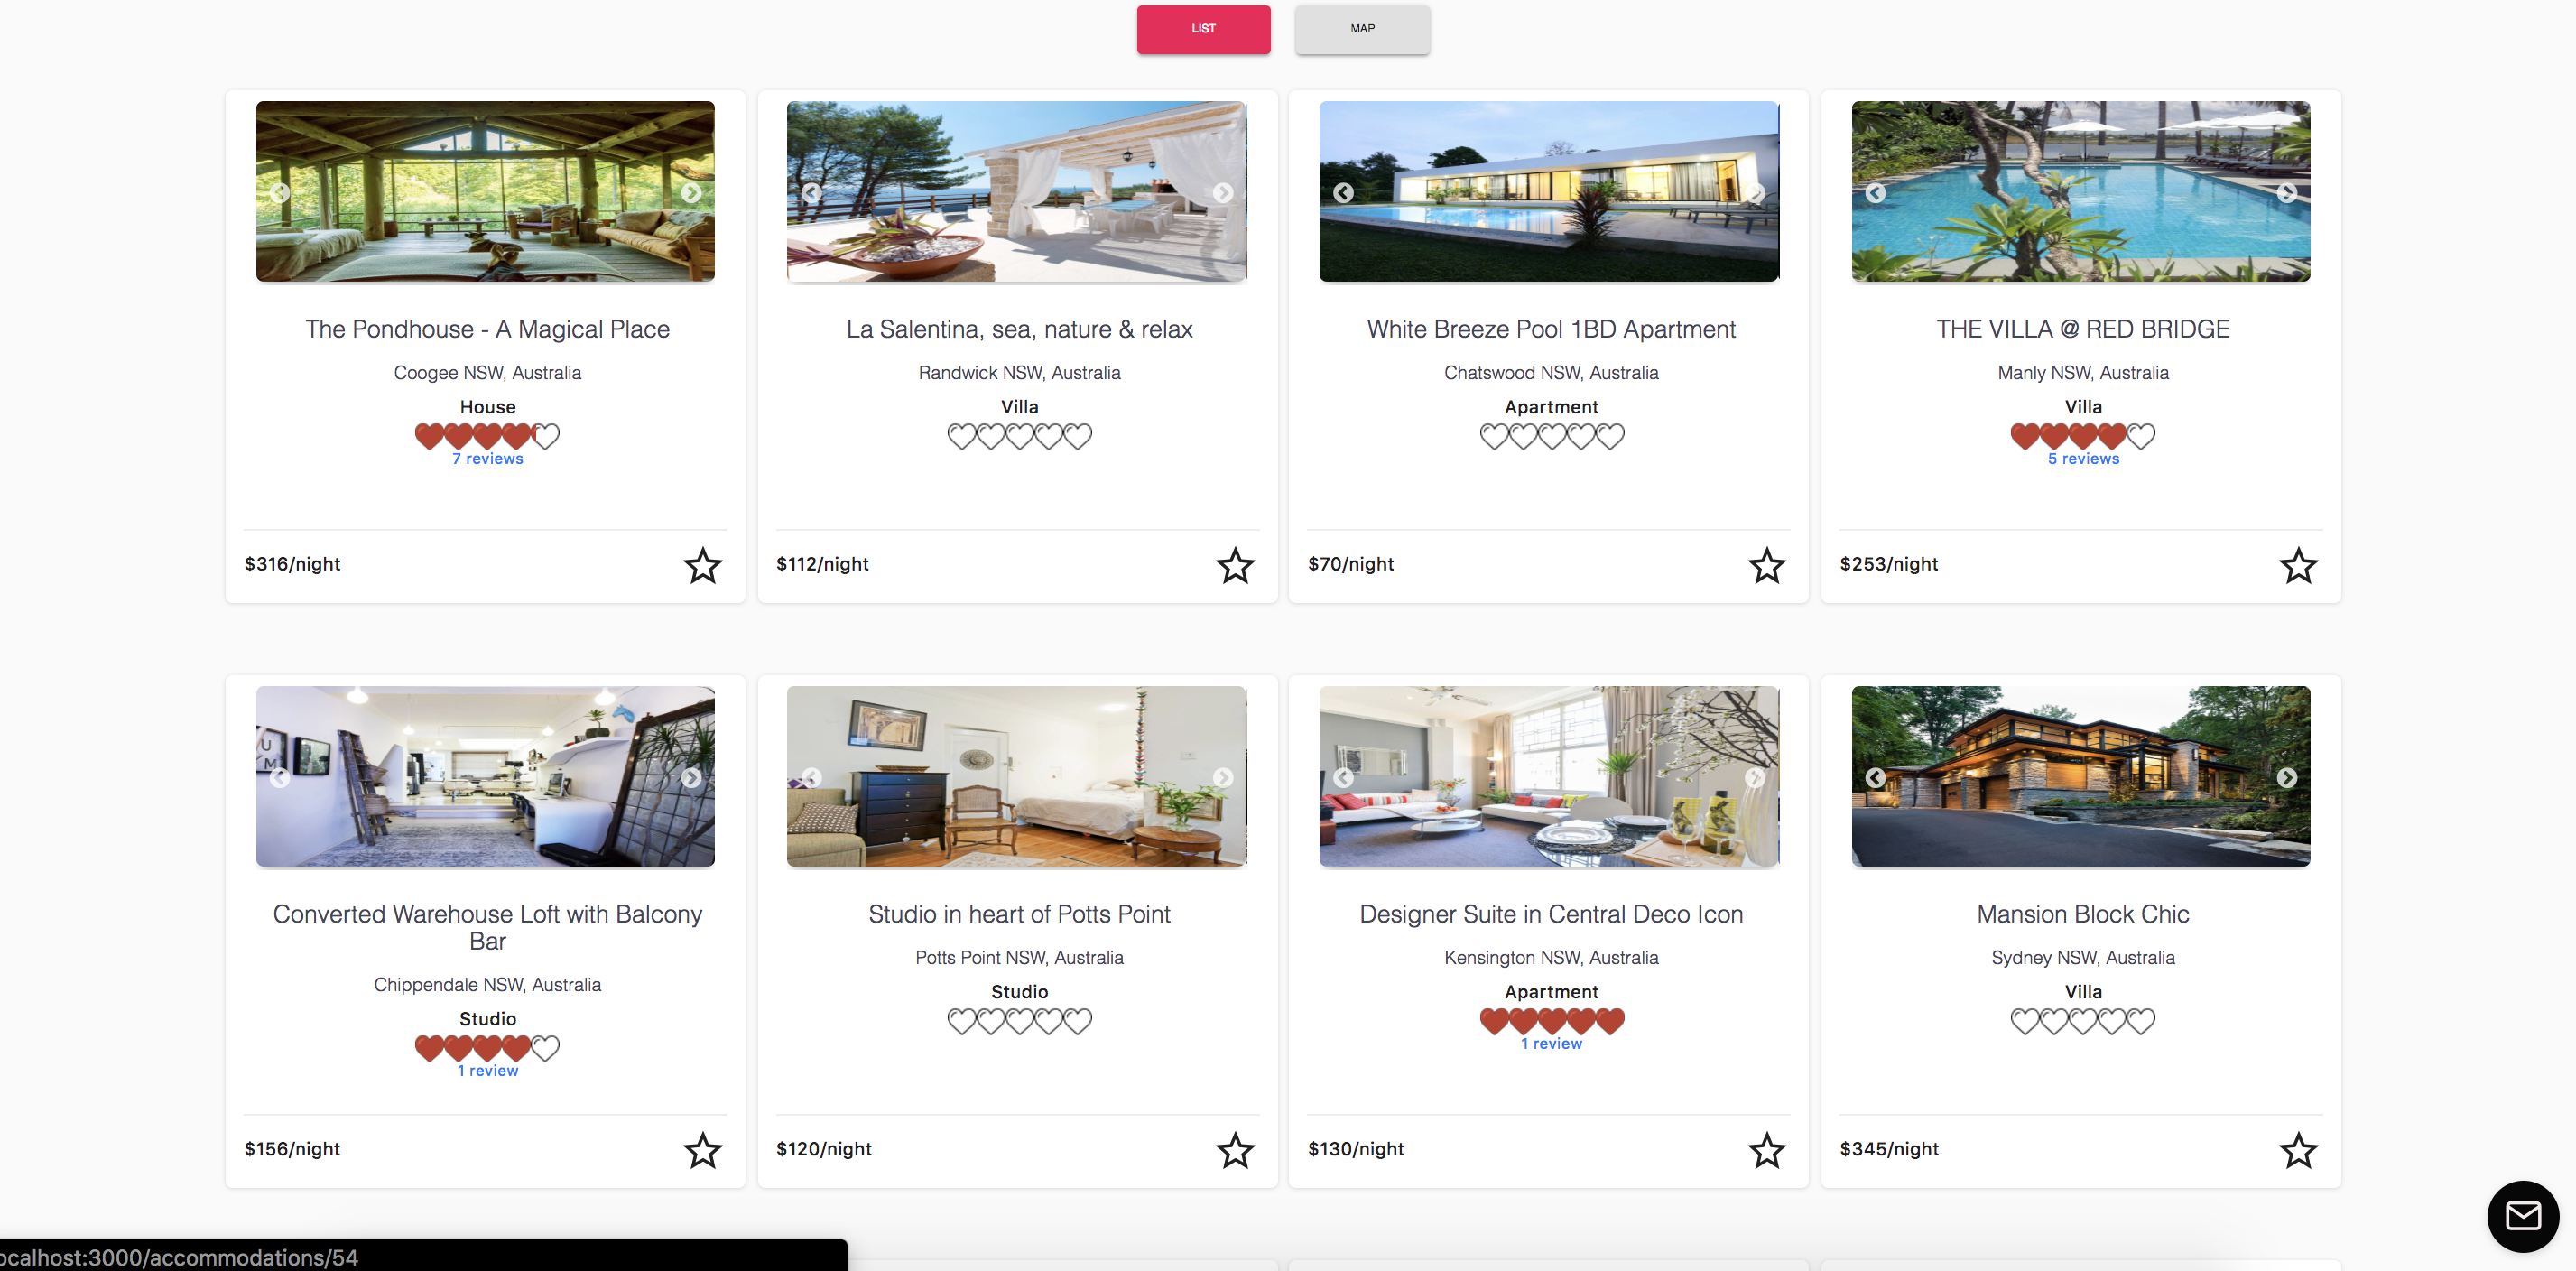 LIST
MAP
The Pondhouse - A Magical Place
Coogee NSW, Australia
House
7 reviews
$316/night
La Salentina, sea, nature & relax
Randwick NSW, Australia
Villa
$112/night
White Breeze Pool 1BD Apartment
Chatswood NSW, Australia
Apartment
$70/night
THE VILLA @ RED BRIDGE
Manly NSW, Australia
Villa
5 reviews
$253/night
U
M
Converted Warehouse Loft with Balcony
Bar
Chippendale NSW, Australia
Studio
1 review
$156/night
Studio in heart of Potts Point
Potts Point NSW, Australia
Studio
$120/night
Designer Suite in Central Deco Icon
Kensington NSW, Australia
Apartment
1 review
$130/night
Mansion Block Chic
Sydney NSW, Australia
Villa
$345/night
ocalhost:3000/accommodations/54